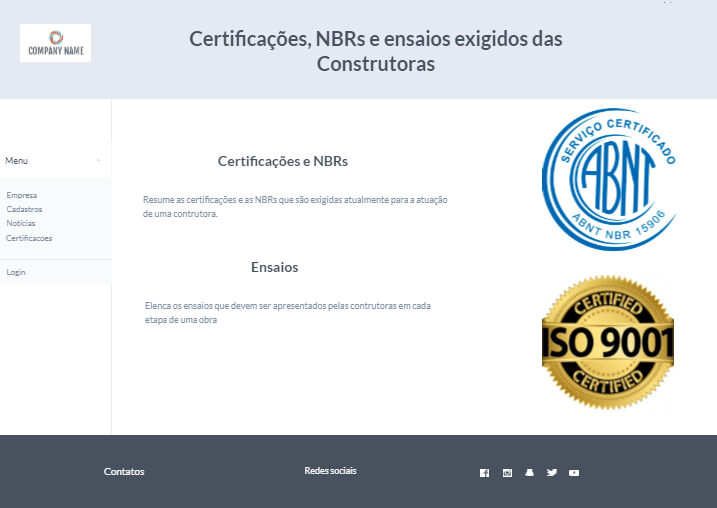 COMPANY NAME
Certificações, NBRs e ensaios exigidos das
Construtoras
Menu
Empresa
Cadastros
Notícias
Certificacoes
Login
Certificações e NBRs
Resume as certificações e as NBRs que são exigidas atualmente para a atuação
de uma contrutora.
Ensaios
Elenca os ensaios que devem ser apresentados pelas contrutoras em cada
etapa de uma obra
SERVIÇO CERTIFICADO
ABNT
ABNT NBR 15906
CERTIFIED
ISO 9001
CERTIFIED
Contatos
Redes sociais